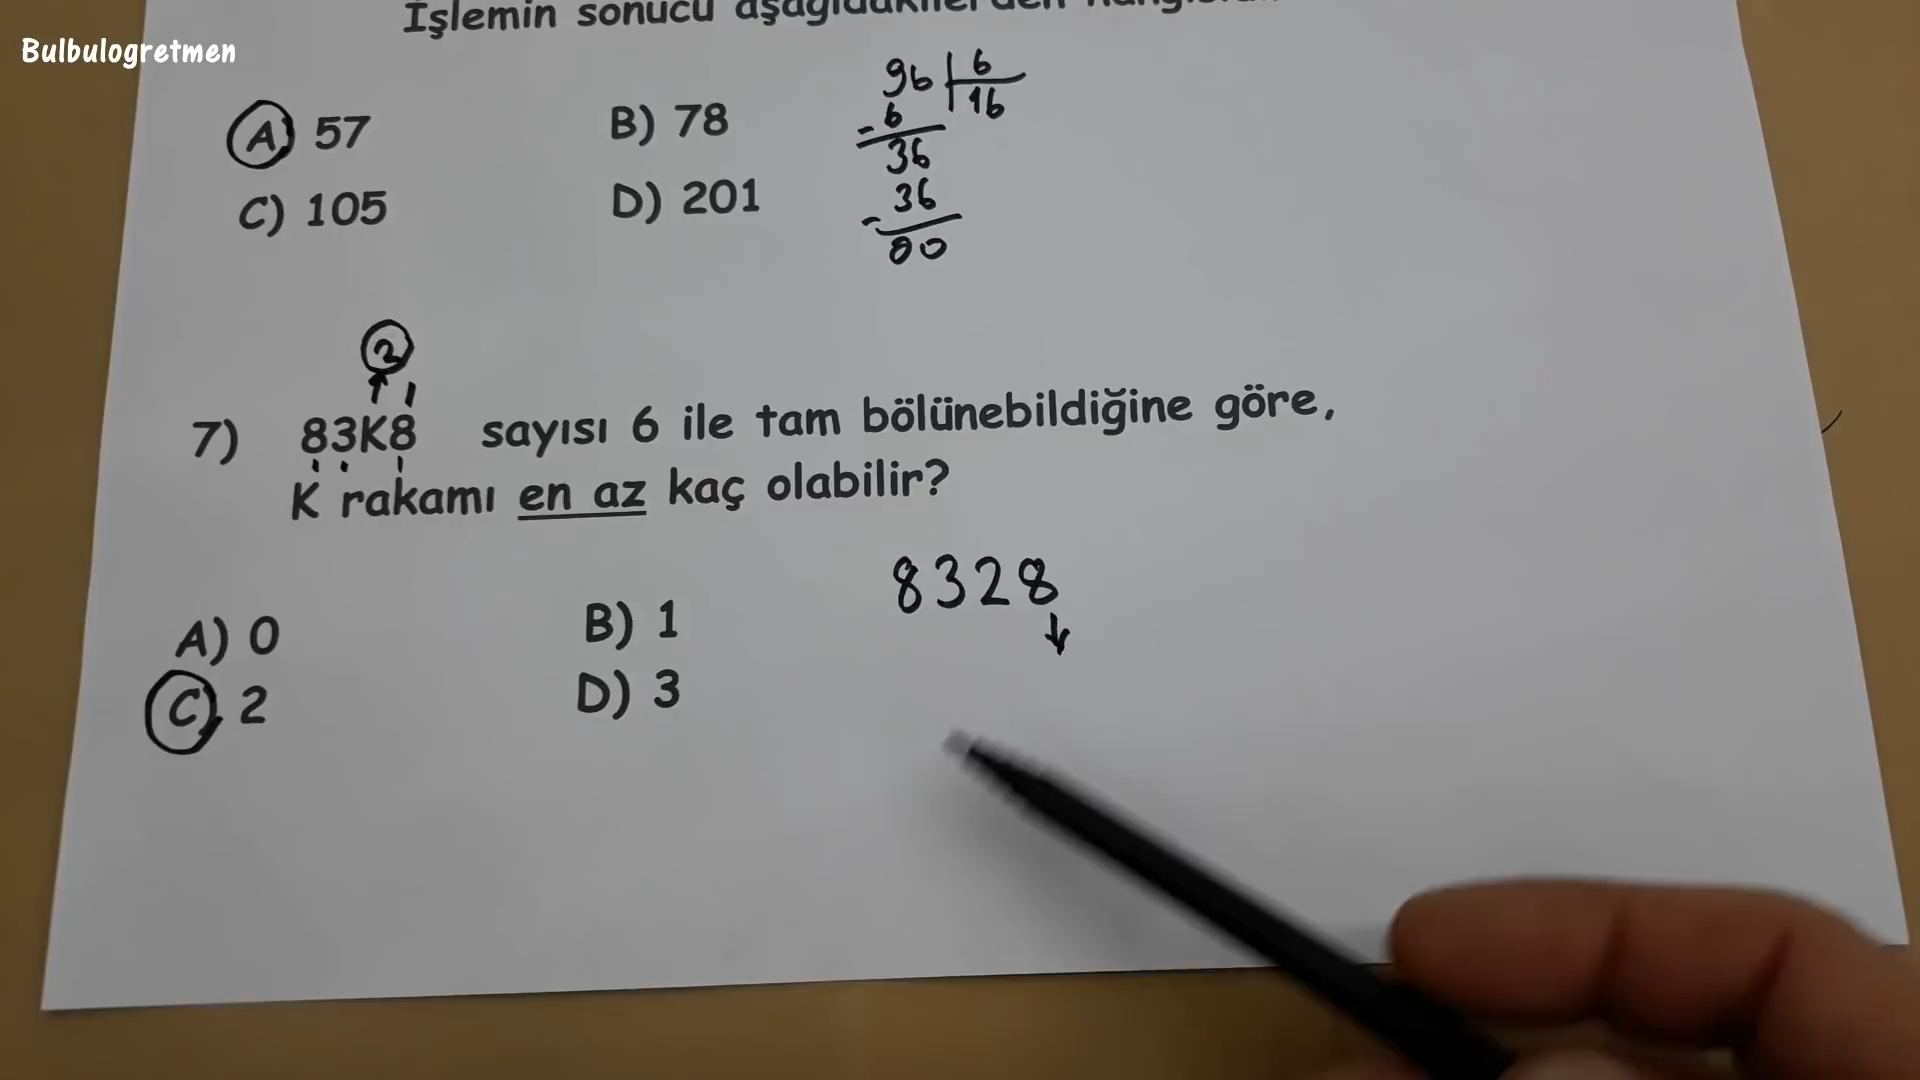 İşlemin sonucu aşağıdakilerden
Bulbulogretmen
A) 57
B) 78
C) 105
D) 201
96 6
- 6 16
36
- 36
00
2
7) 83K8 sayısı 6 ile tam bölünebildiğine göre,
K rakamı en az kaç olabilir?
8328
A) 0
B) 1
C) 2
D) 3